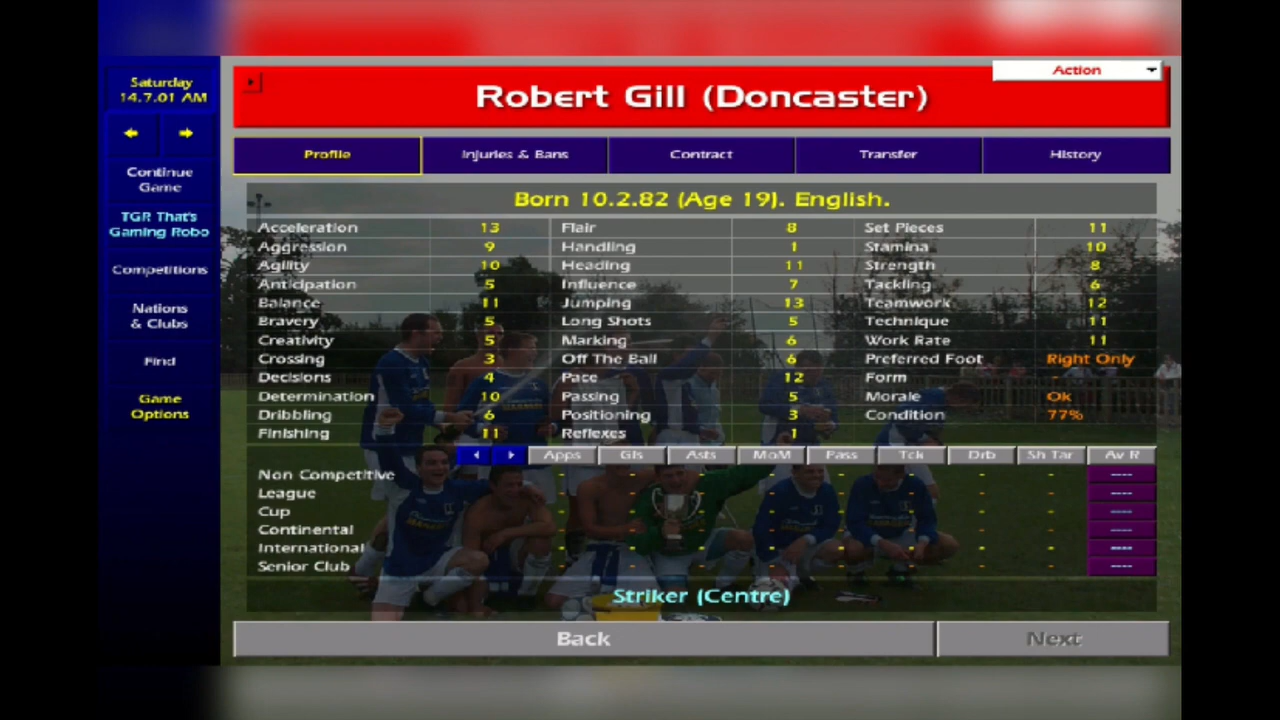 Action
Robert Gill (Doncaster)
Saturday
14.7.01 AM
Continue
Game
TGR That's
Gaming Robo
Competitions
Nations
& Clubs
Find
Game
Options
Profile Injuries & Bans Contract Transfer History
Born 10.2.82 (Age 19). English.
Acceleration 13 Flair 8 Set Pieces 11
Aggression 9 Handling 1 Stamina 10
Agility 10 Heading 11 Strength 8
Anticipation 5 Influence 7 Tackling 6
Balance 11 Jumping 13 Teamwork 12
Bravery 5 Long Shots 5 Technique 11
Creativity 5 Marking 6 Work Rate 11
Crossing 3 Off The Ball 6 Preferred Foot Right Only
Decisions 4 Pace 12 Form -
Determination 10 Passing 5 Morale Ok
Dribbling 6 Positioning 3 Condition 77%
Finishing 11 Reflexes 1
Apps Gls Asts MoM Pass Tck Drb Sh Tar Av R
Non Competitive - - - - - - - - ----
League - - - - - - - - ----
Cup - - - - - - - - ----
Continental - - - - - - - - ----
International - - - - - - - - ----
Senior Club - - - - - - - - ----
Striker (Centre)
Back Next